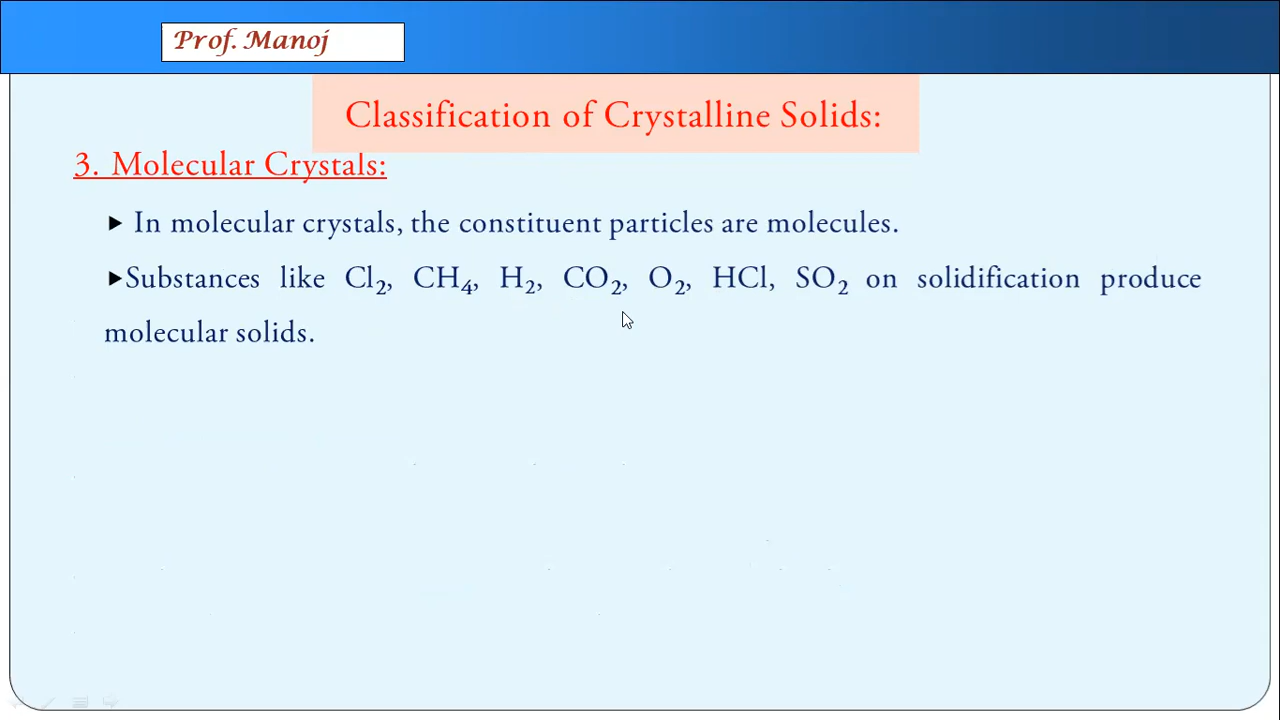 Prof. Manoj
Classification of Crystalline Solids:
3. Molecular Crystals:
▶ In molecular crystals, the constituent particles are molecules.
▶Substances like Cl₂, CH₄, H₂, CO₂, O₂, HCl, SO₂ on solidification produce
molecular solids.